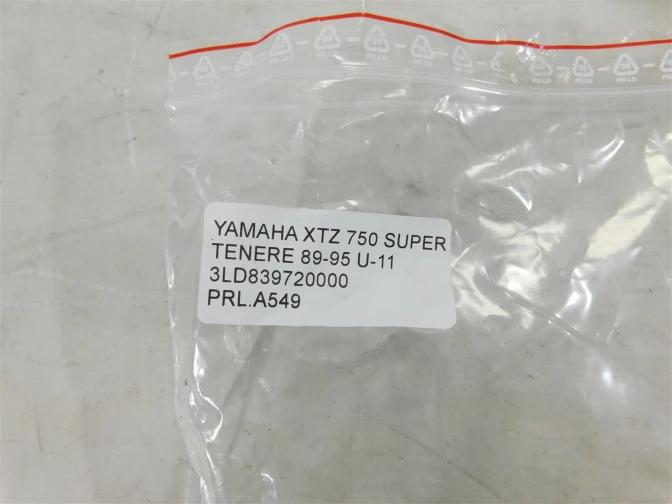 YAMAHA XTZ 750 SUPER
TENERE 89-95 U-11
3LD839720000
PRL.A549